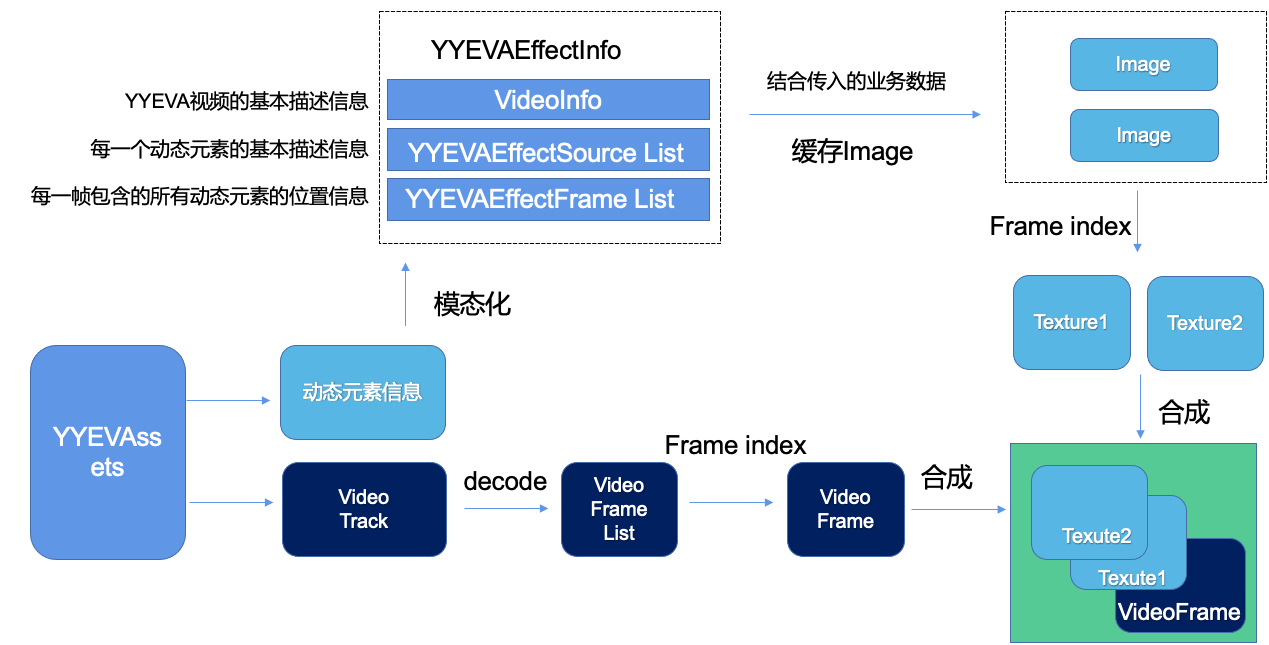 YYEVAEffectInfo
YYEVA视频的基本描述信息
VideoInfo
每一个动态元素的基本描述信息
YYEVAEffectSource List
每一帧包含的所有动态元素的位置信息
YYEVAEffectFrame List
结合传入的业务数据
缓存Image
Image
Image
Frame index
Texture1
Texture2
合成
模态化
YYEVAss
ets
动态元素信息
Video
Track
decode
Video
Frame
List
Frame index
Video
Frame
合成
Texute2
Texute1
VideoFrame